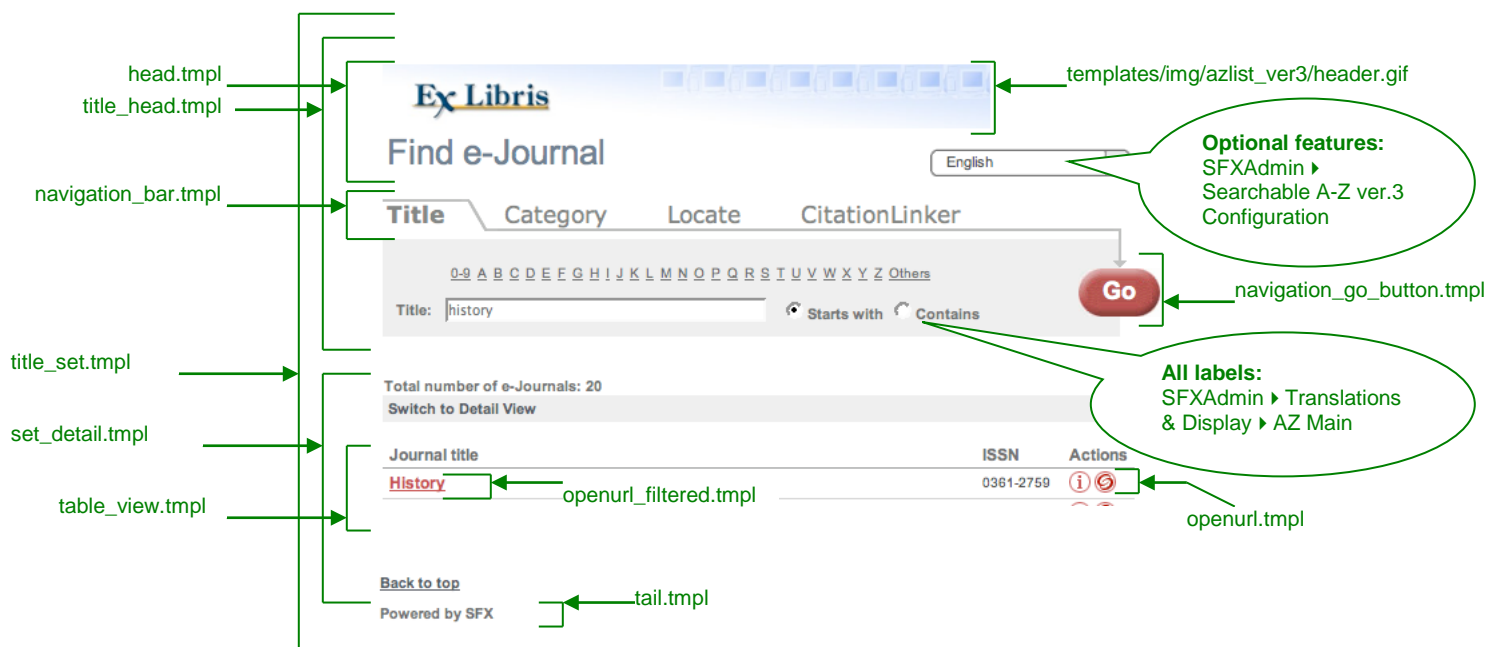 head.tmpl
title_head.tmpl
Ex Libris
templates/img/azlist_ver3/header.gif
Find e-Journal
English
Optional features:
SFXAdmin ▸
Searchable A-Z ver.3
Configuration
navigation_bar.tmpl
Title Category Locate CitationLinker
0-9 A B C D E F G H I J K L M N O P Q R S T U V W X Y Z Others
Go
navigation_go_button.tmpl
Title: history Starts with Contains
title_set.tmpl
All labels:
SFXAdmin ▸ Translations
& Display ▸ AZ Main
Total number of e-Journals: 20
Switch to Detail View
set_detail.tmpl
Journal title ISSN Actions
History 0361-2759 i
openurl_filtered.tmpl
table_view.tmpl
openurl.tmpl
Back to top
tail.tmpl
Powered by SFX